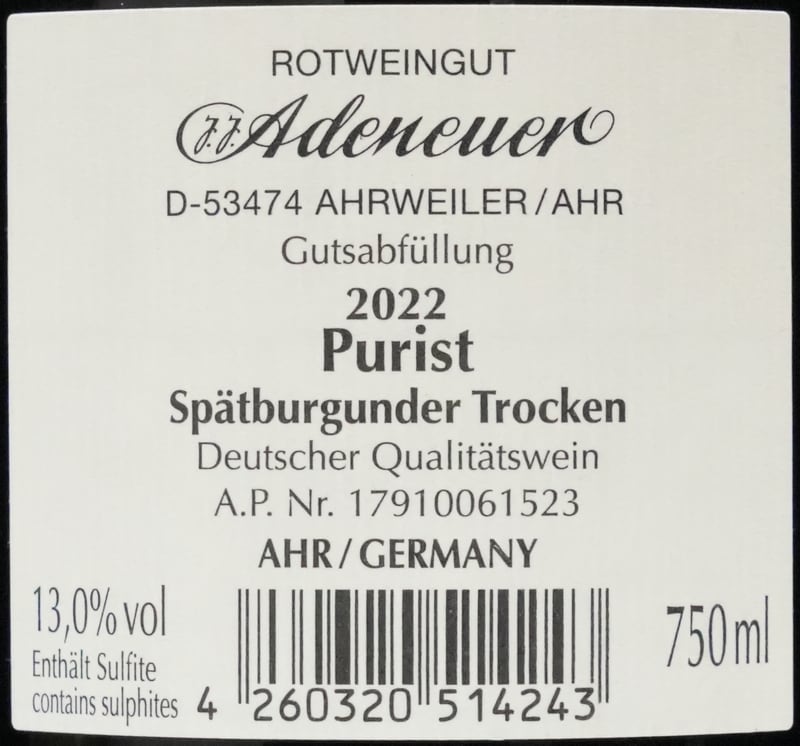 ROTWEINGUT
J.J. Adeneuer
D-53474 AHRWEILER/AHR
Gutsabfüllung
2022
Purist
Spätburgunder Trocken
Deutscher Qualitätswein
A.P. Nr. 17910061523
AHR/GERMANY
13,0% vol
750 ml
Enthält Sulfite
contains sulphites
4 260320 514243